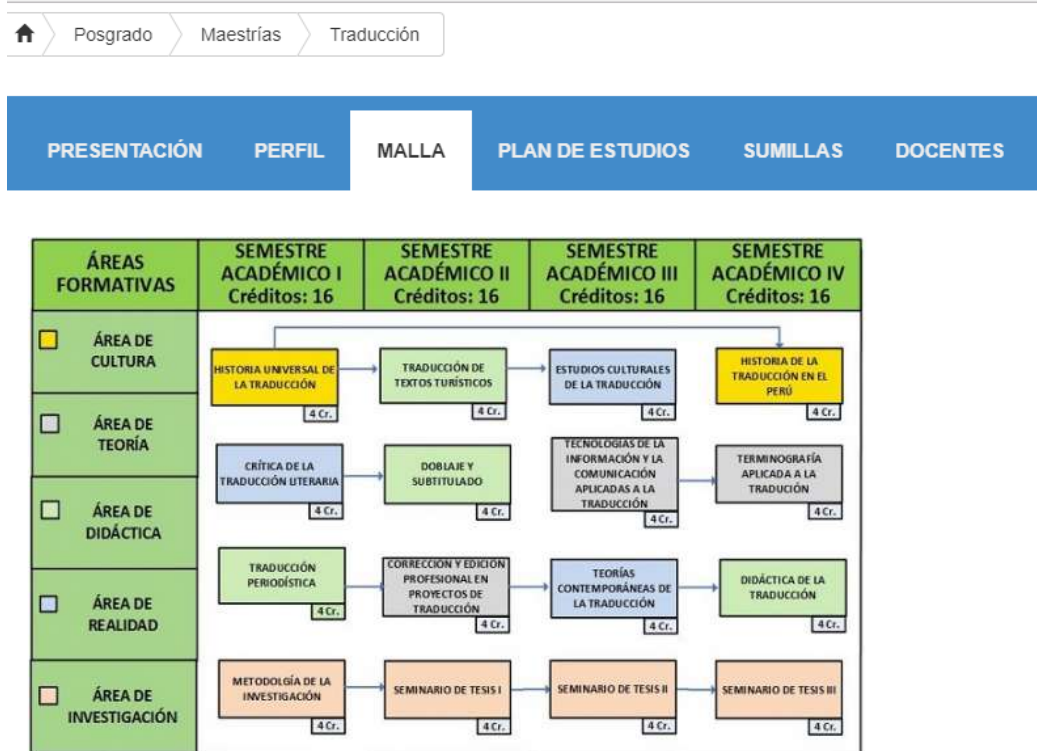 Posgrado
Maestrías
Traducción
PRESENTACIÓN
PERFIL
MALLA
PLAN DE ESTUDIOS
SUMILLAS
DOCENTES
ÁREAS
FORMATIVAS
SEMESTRE
ACADÉMICO I
Créditos: 16
SEMESTRE
ACADÉMICO II
Créditos: 16
SEMESTRE
ACADÉMICO III
Créditos: 16
SEMESTRE
ACADÉMICO IV
Créditos: 16
ÁREA DE
CULTURA
HISTORIA UNIVERSAL DE
LA TRADUCCIÓN
4 Cr.
TRADUCCIÓN DE
TEXTOS TURÍSTICOS
4 Cr.
ESTUDIOS CULTURALES
DE LA TRADUCCIÓN
4 Cr.
HISTORIA DE LA
TRADUCCIÓN EN EL
PERÚ
4 Cr.
ÁREA DE
TEORÍA
CRÍTICA DE LA
TRADUCCIÓN LITERARIA
4 Cr.
DOBLAJE Y
SUBTITULADO
4 Cr.
TECNOLOGIAS DE LA
INFORMACIÓN Y LA
COMUNICACIÓN
APLICADAS A LA
TRADUCCIÓN
4 Cr.
TERMINOGRAFÍA
APLICADA A LA
TRADUCIÓN
4 Cr.
ÁREA DE
DIDÁCTICA
TRADUCCIÓN
PERIODÍSTICA
4 Cr.
CORRECCIÓN Y EDICIÓN
PROFESIONAL EN
PROYECTOS DE
TRADUCCIÓN
4 Cr.
TEORÍAS
CONTEMPORÁNEAS DE
LA TRADUCCIÓN
4 Cr.
DIDÁCTICA DE LA
TRADUCCIÓN
4 Cr.
ÁREA DE
REALIDAD
ÁREA DE
INVESTIGACIÓN
METODOLGÍA DE LA
INVESTIGACIÓN
4 Cr.
SEMINARIO DE TESIS I
4 Cr.
SEMINARIO DE TESIS II
4 Cr.
SEMINARIO DE TESIS III
4 Cr.